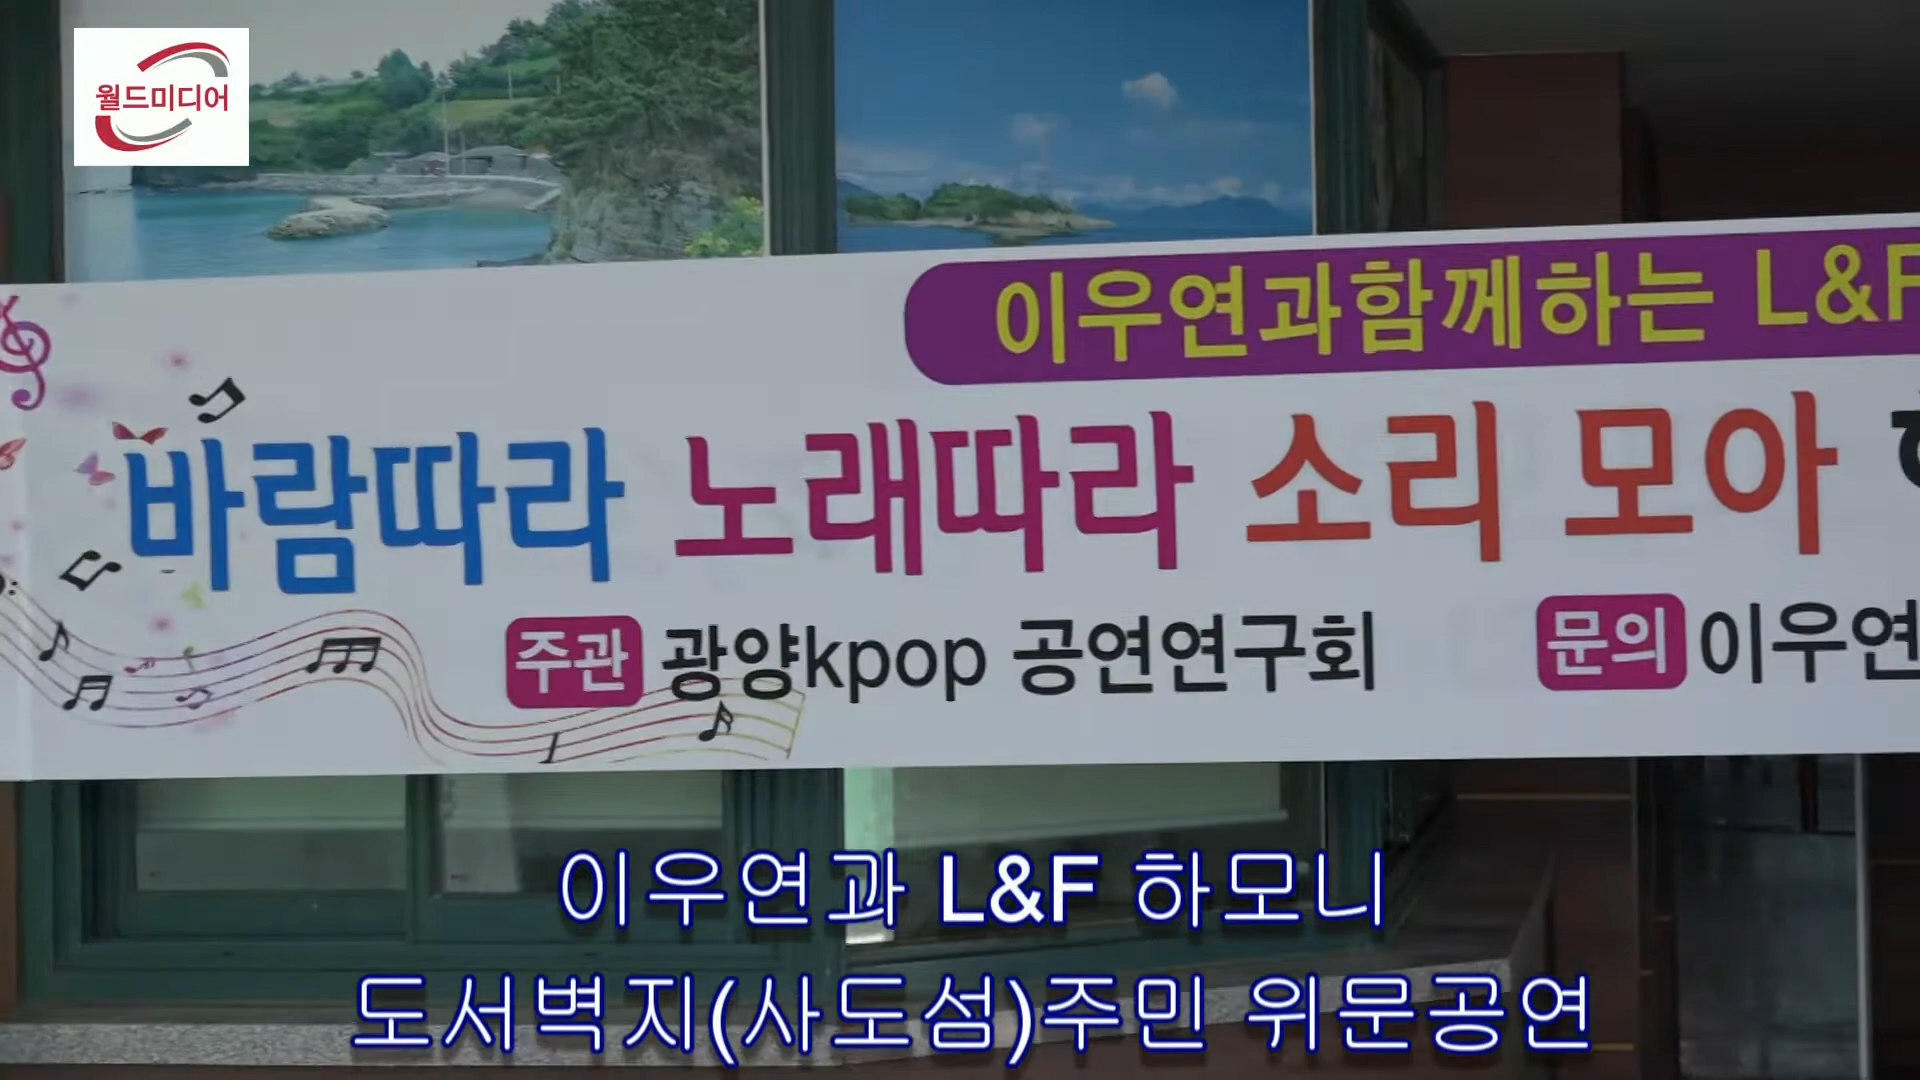 월드미디어
이우연과함께하는 L&F
바람따라 노래따라 소리 모아
주관 광양kpop 공연연구회 문의 이우연
이우연과 L&F 하모니
도서벽지(사도섬)주민 위문공연